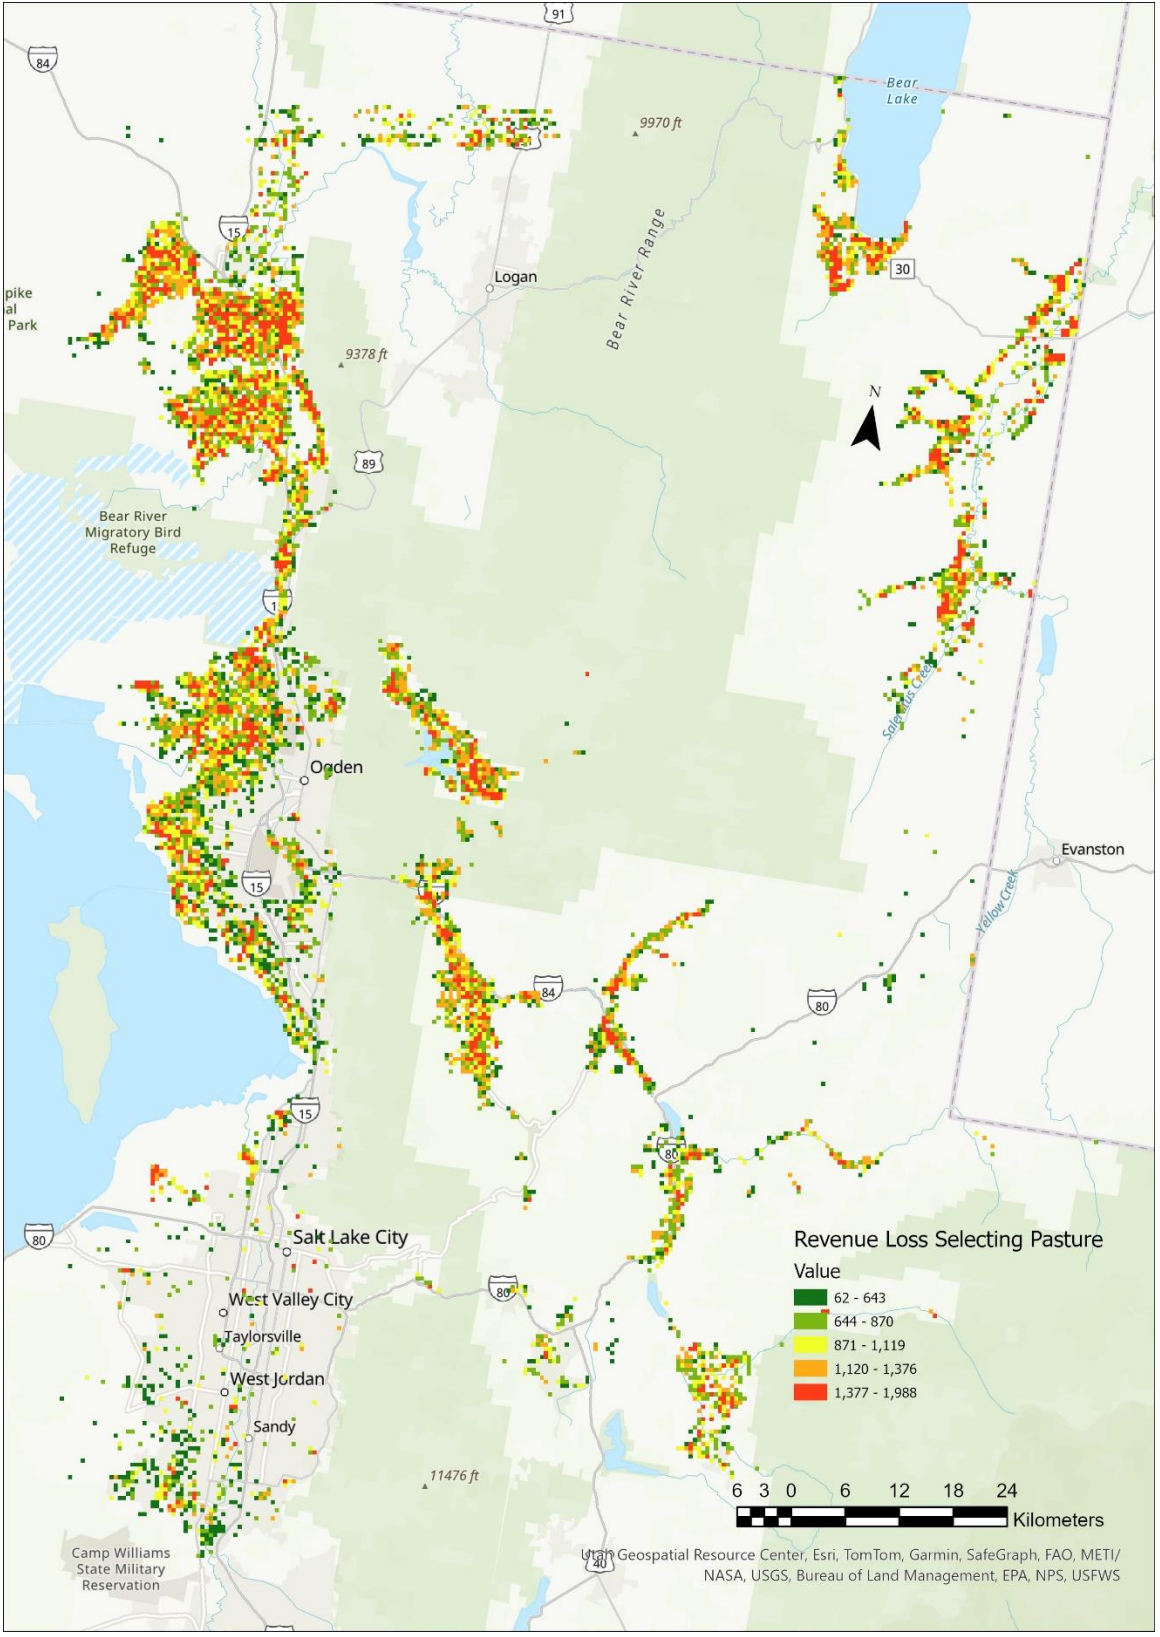 91
84
Bear
Lake
9970 ft
15
Bear River Range
30
Logan
pike
al
Park
9378 ft
N
89
Bear River
Migratory Bird
Refuge
Saleratus Creek
Ogden
Evanston
15
Yellow Creek
84
80
15
80
80
Salt Lake City
80
West Valley City
Taylorsville
West Jordan
Sandy
Revenue Loss Selecting Pasture
Value
62 - 643
644 - 870
871 - 1,119
1,120 - 1,376
1,377 - 1,988
11476 ft
6 3 0 6 12 18 24
Kilometers
Camp Williams
State Military
Reservation
40
Utah Geospatial Resource Center, Esri, TomTom, Garmin, SafeGraph, FAO, METI/
NASA, USGS, Bureau of Land Management, EPA, NPS, USFWS